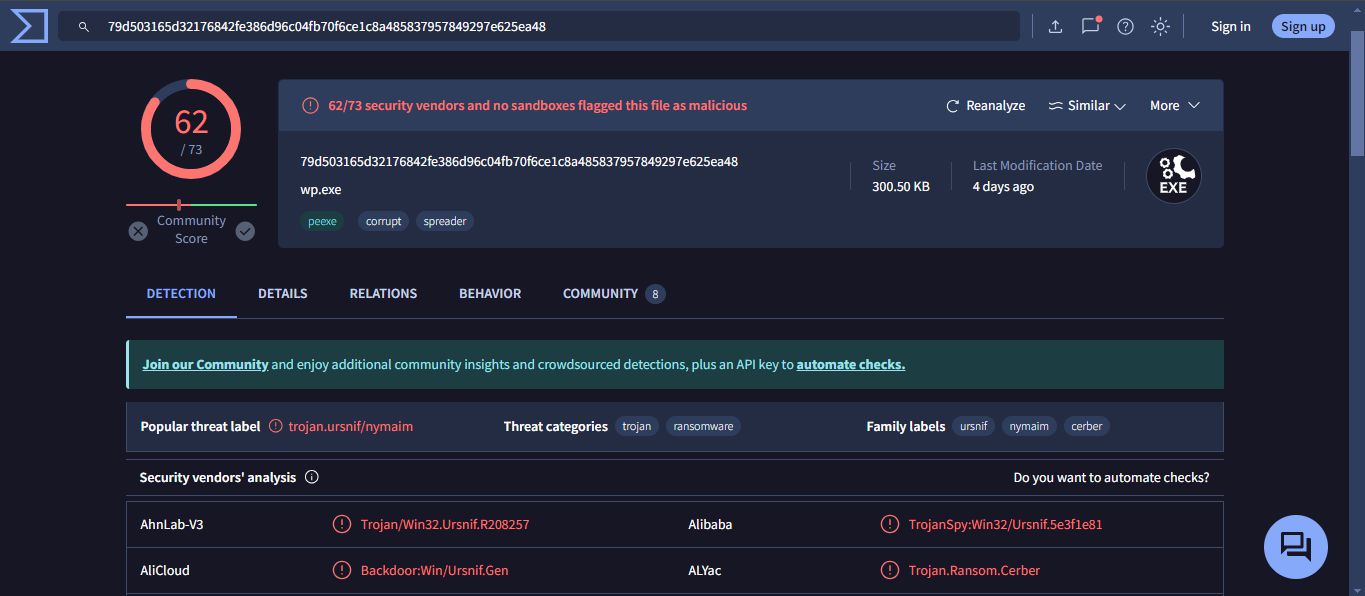 79d503165d32176842fe386d96c04fb70f6ce1c8a485837957849297e625ea48
Sign in
Sign up
62
/ 73
Community
Score
62/73 security vendors and no sandboxes flagged this file as malicious
Reanalyze
Similar
More
79d503165d32176842fe386d96c04fb70f6ce1c8a485837957849297e625ea48
wp.exe
peexe
corrupt
spreader
Size
300.50 KB
Last Modification Date
4 days ago
EXE
DETECTION
DETAILS
RELATIONS
BEHAVIOR
COMMUNITY 8
Join our Community and enjoy additional community insights and crowdsourced detections, plus an API key to automate checks.
Popular threat label trojan.ursnif/nymaim
Threat categories trojan ransomware
Family labels ursnif nymaim cerber
Security vendors' analysis
Do you want to automate checks?
AhnLab-V3 Trojan/Win32.Ursnif.R208257
Alibaba TrojanSpy:Win32/Ursnif.5e3f1e81
AliCloud Backdoor:Win/Ursnif.Gen
ALYac Trojan.Ransom.Cerber